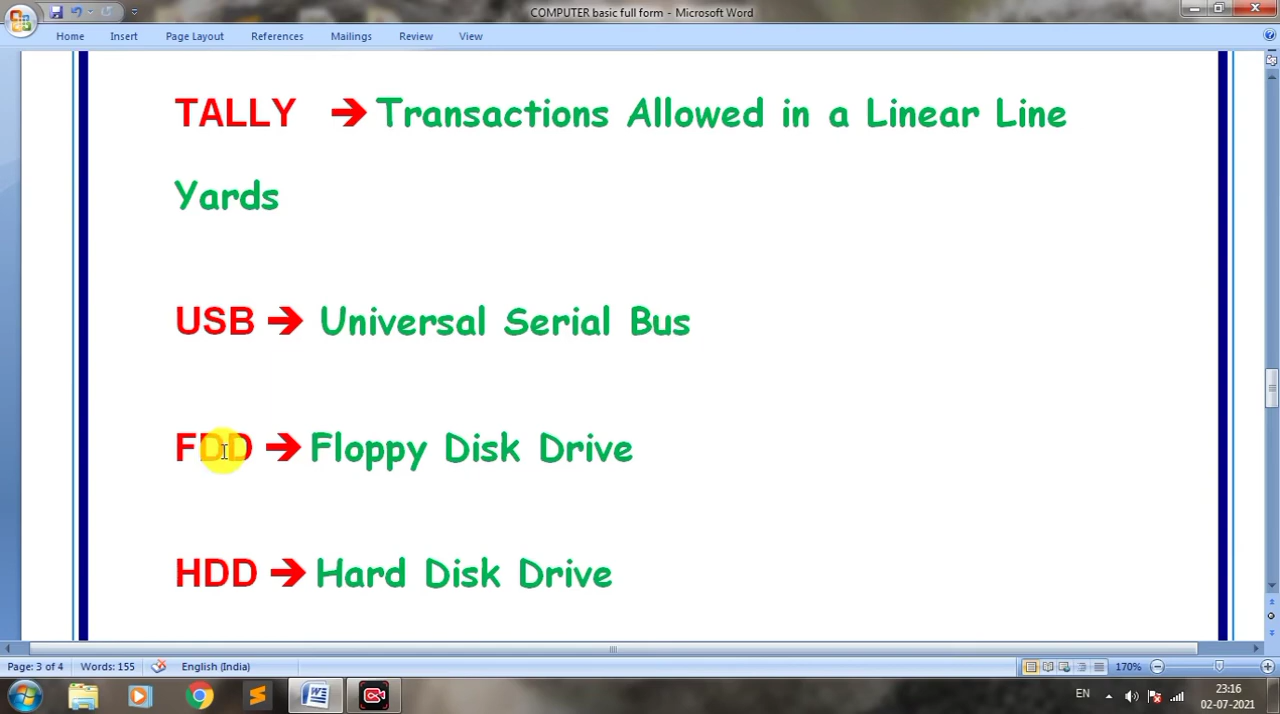 COMPUTER basic full form - Microsoft Word
Home Insert Page Layout References Mailings Review View
TALLY ➔ Transactions Allowed in a Linear Line
Yards
USB ➔ Universal Serial Bus
FDD ➔ Floppy Disk Drive
HDD ➔ Hard Disk Drive
Page: 3 of 4 Words: 155 English (India) 170%
EN 23:16
02-07-2021